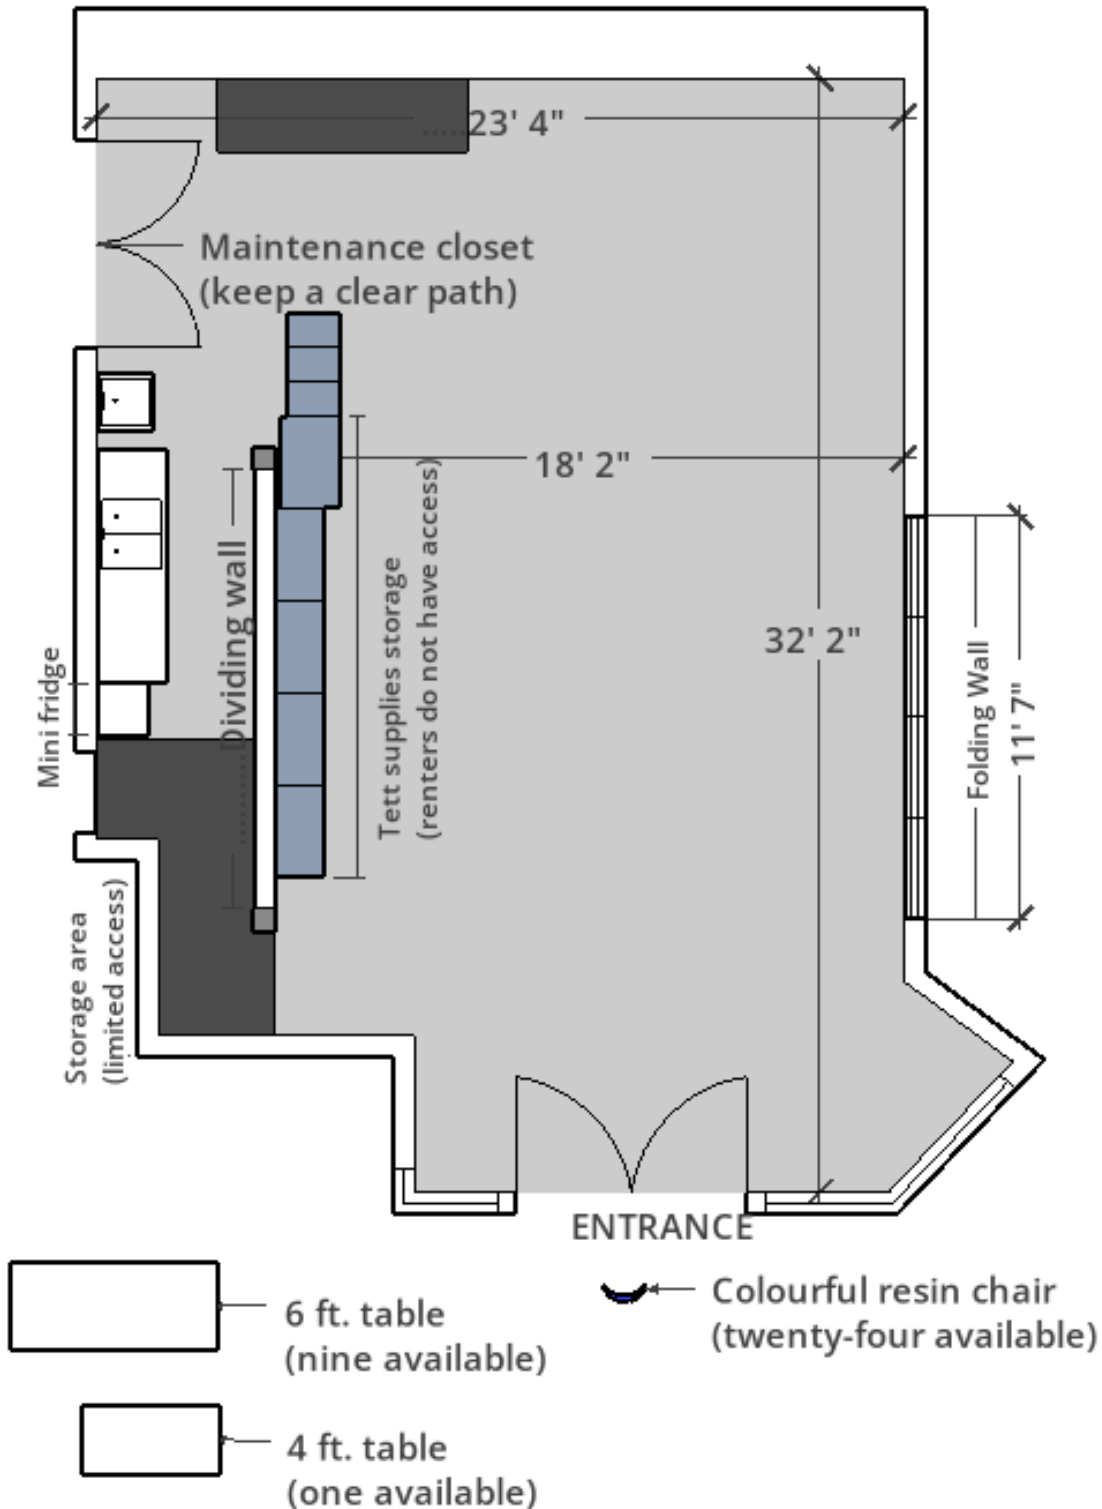 .....23' 4"
Maintenance closet
(keep a clear path)
18' 2"
Dividing wall
Tett supplies storage
(renters do not have access)
32' 2"
Folding Wall
11' 7"
Mini fridge
Storage area
(limited access)
ENTRANCE
6 ft. table
(nine available)
Colourful resin chair
(twenty-four available)
4 ft. table
(one available)